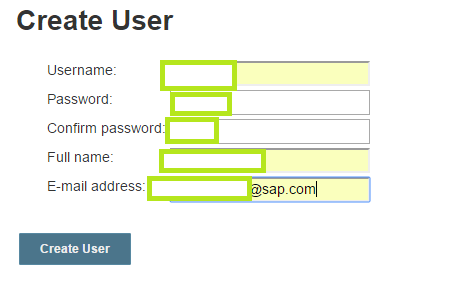 Create User
Username:
Password:
Confirm password:
Full name:
E-mail address: @sap.com
Create User